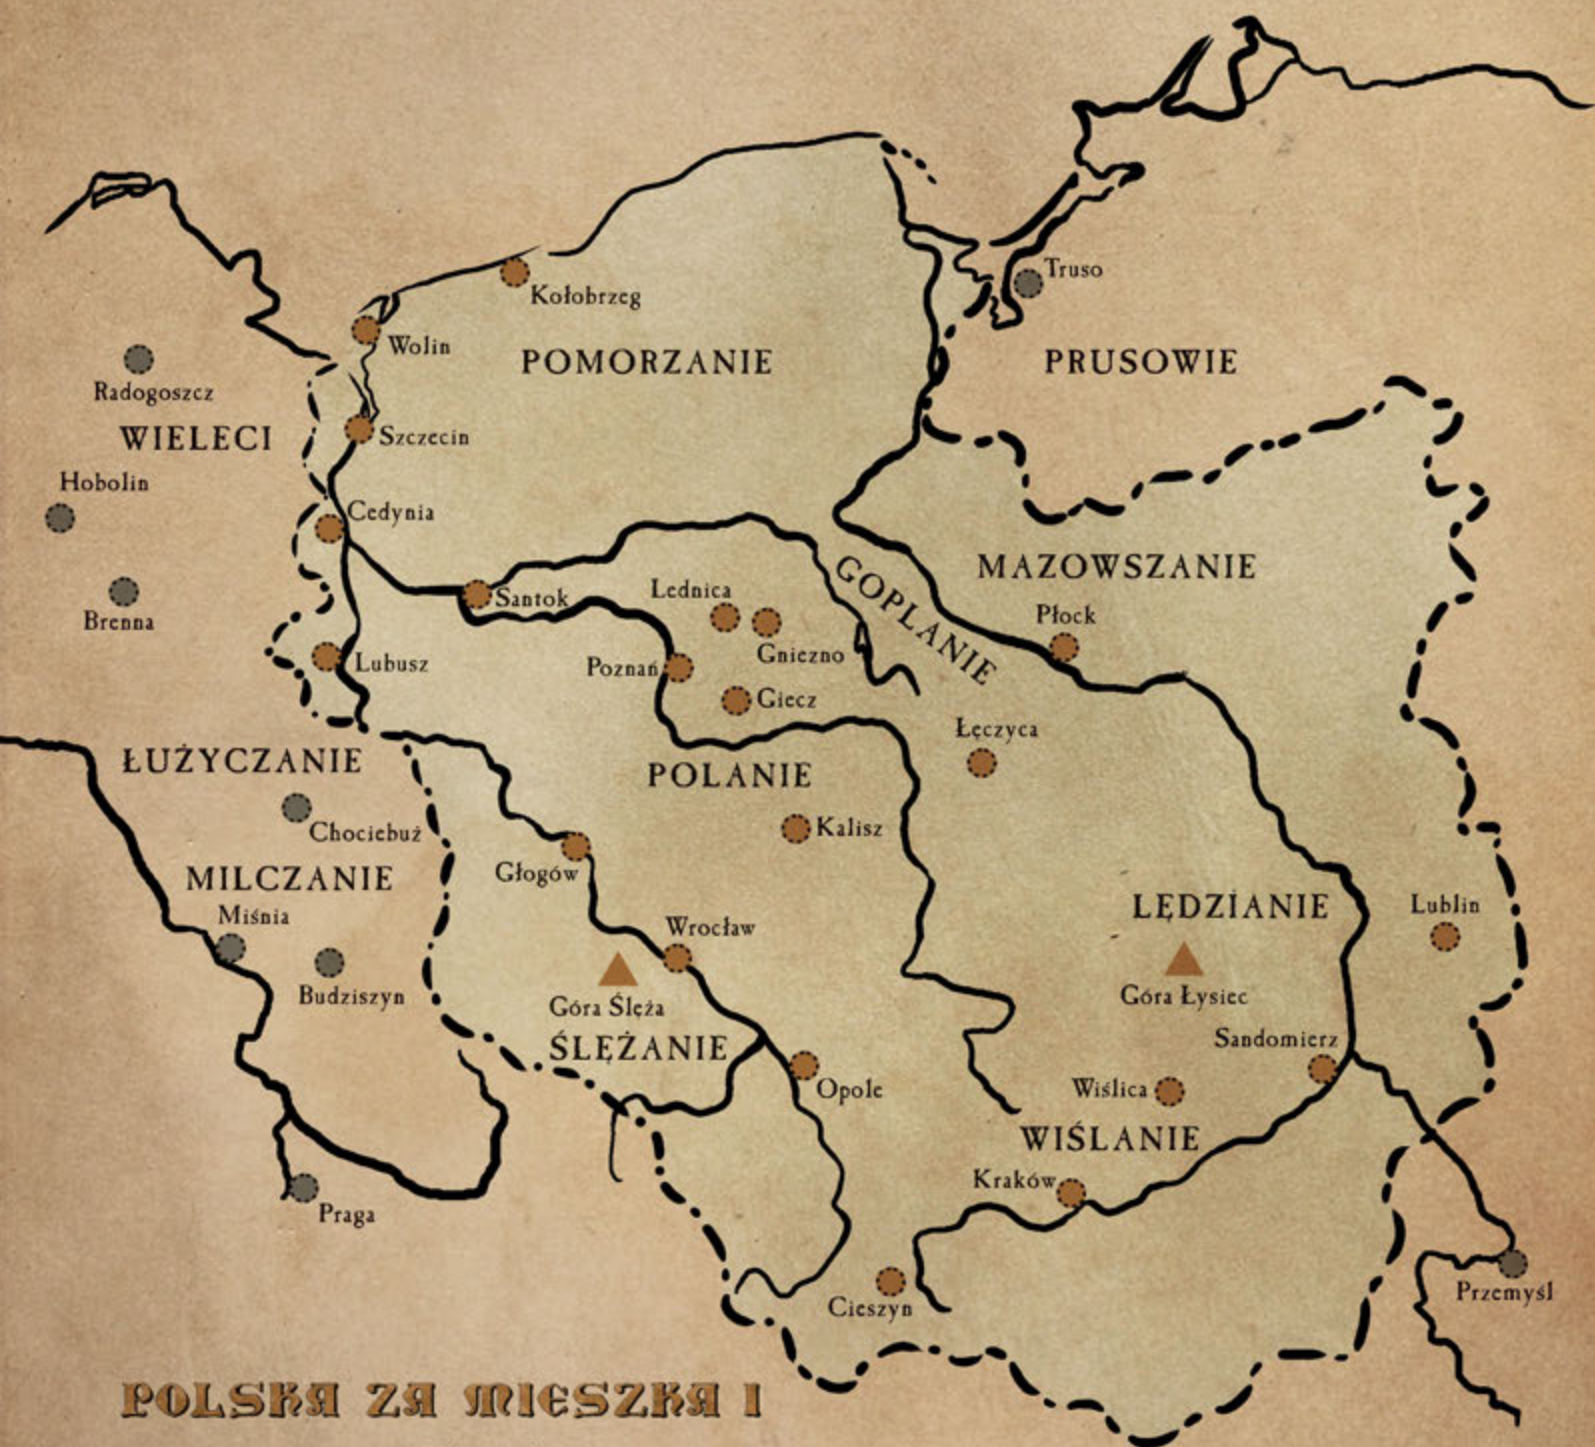 Truso
Kołobrzeg
Wolin
POMORZANIE
PRUSOWIE
Radogoszcz
WIELECI
Szczecin
Hobolin
Cedynia
MAZOWSZANIE
GOPLANIE
Santok
Lednica
Płock
Brenna
Gniezno
Lubusz
Poznań
Giecz
Łęczyca
ŁUŻYCZANIE
POLANIE
Chociebuż
Kalisz
Głogów
MILCZANIE
LĘDZIANIE
Lublin
Miśnia
Wrocław
Budziszyn
Góra Ślęża
Góra Łysiec
ŚLĘŻANIE
Sandomierz
Opole
Wiślica
WIŚLANIE
Kraków
Praga
Cieszyn
Przemyśl
POLSKA ZA MIESZKA I